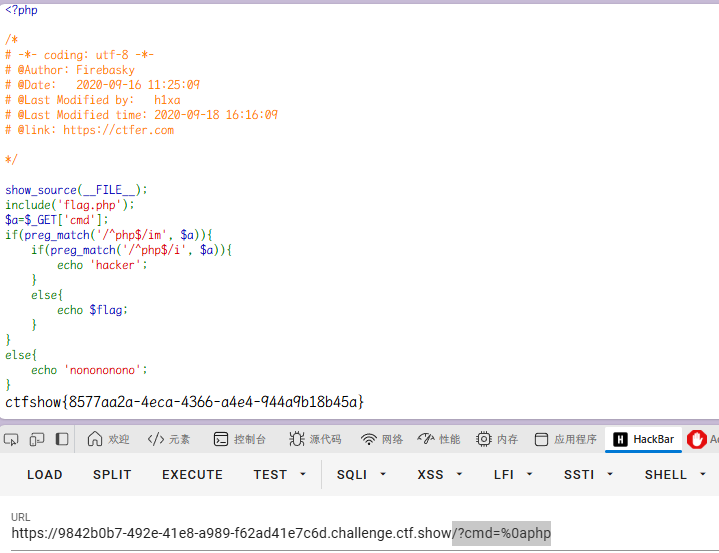 <?php
/*
# -*- coding: utf-8 -*-
# @Author: Firebasky
# @Date:   2020-09-16 11:25:09
# @Last Modified by:   h1xa
# @Last Modified time: 2020-09-18 16:16:09
# @link: https://ctfer.com
*/
show_source(__FILE__);
include('flag.php');
$a=$_GET['cmd'];
if(preg_match('/^php$/im', $a)){
    if(preg_match('/^php$/i', $a)){
        echo 'hacker';
    }
    else{
        echo $flag;
    }
}
else{
    echo 'nonononono';
}
ctfshow{8577aa2a-4eca-4366-a4e4-944a9b18b45a}
欢迎 </> 元素 控制台 源代码 网络 性能 内存 应用程序 H HackBar Ad
LOAD SPLIT EXECUTE TEST SQLI XSS LFI SSTI SHELL
URL
https://9842b0b7-492e-41e8-a989-f62ad41e7c6d.challenge.ctf.show/?cmd=%0aphp